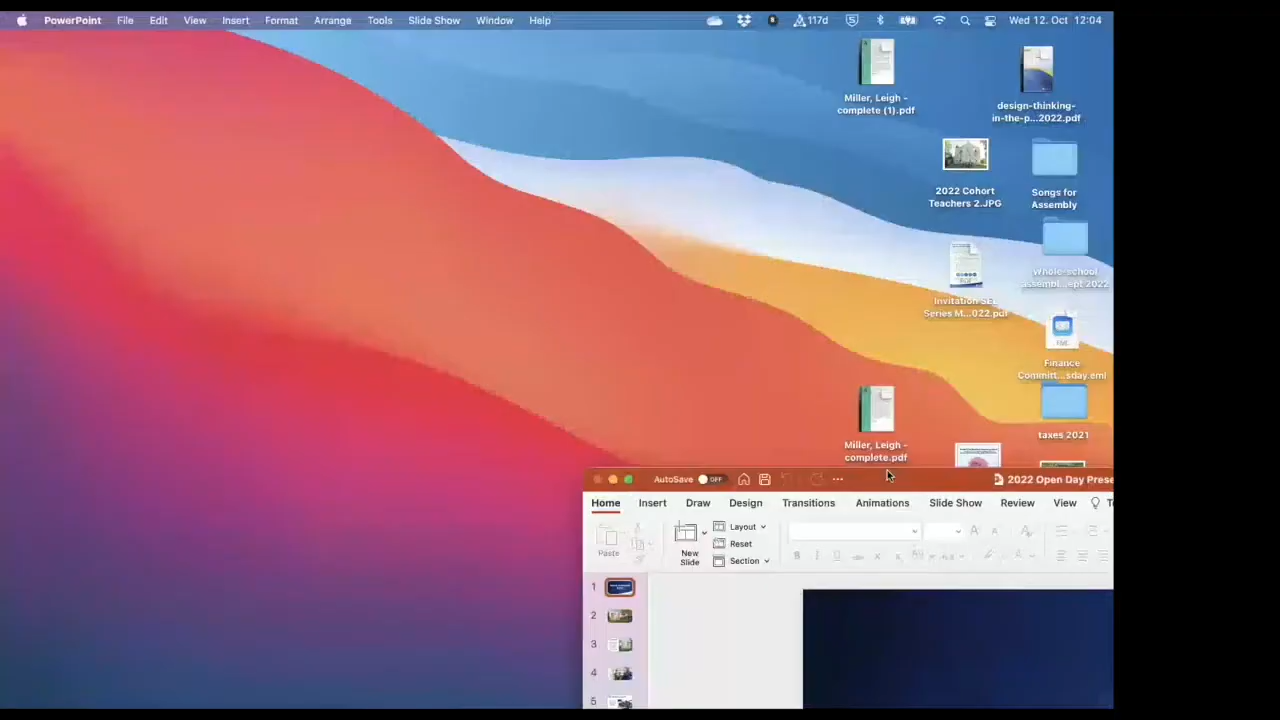 PowerPoint File Edit View Insert Format Arrange Tools Slide Show Window Help 117d Wed 12. Oct 12:04
Miller, Leigh -
complete (1).pdf
design-thinking-
in-the-p...2022.pdf
2022 Cohort
Teachers 2.JPG
Songs for
Assembly
whole-school
assembl...ept 2022
Invitation SEL
Series M...022.pdf
Finance
Committ...sday.eml
Miller, Leigh -
complete.pdf
taxes 2021
AutoSave OFF 2022 Open Day Prese
Home Insert Draw Design Transitions Animations Slide Show Review View
Paste
New
Slide
Layout
Reset
Section
1
2
3
4
5